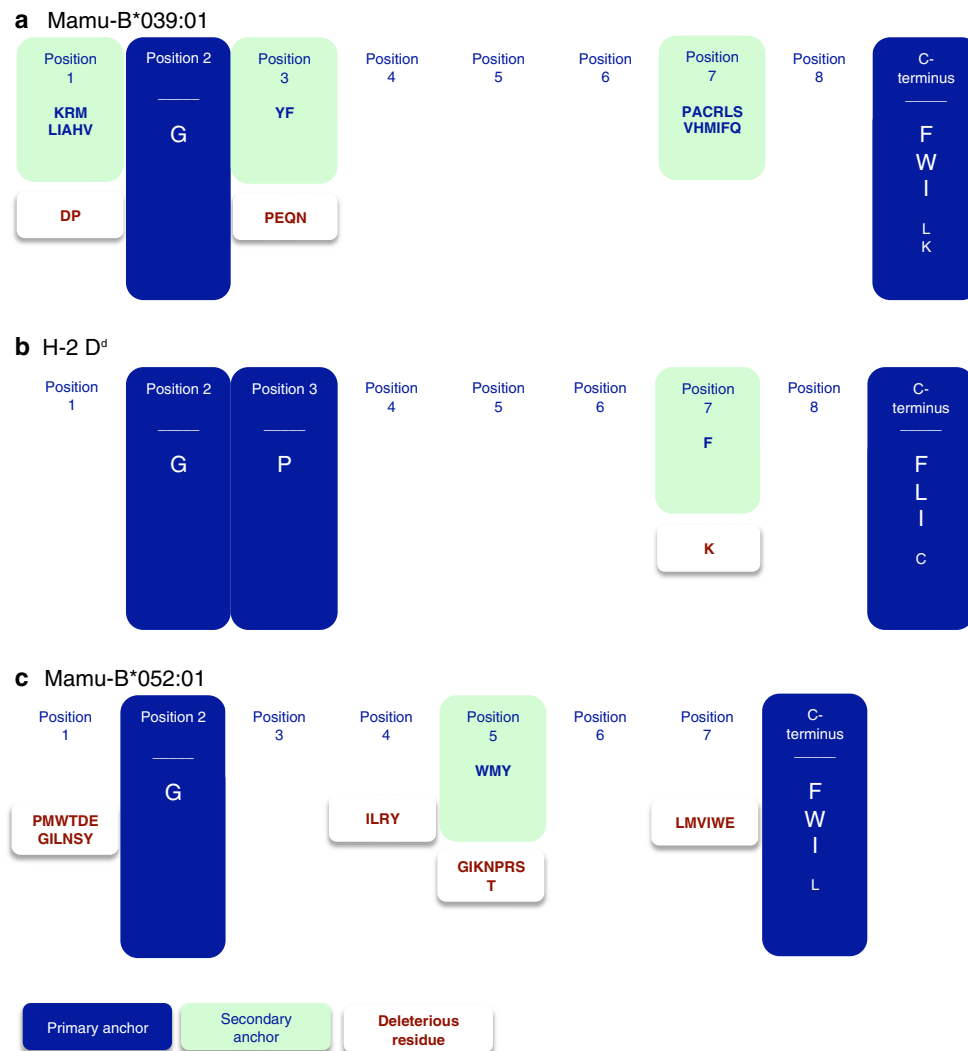 a Mamu-B*039:01
Position
1
KRM
LIAHV
DP
Position 2
G
Position
3
YF
PEQN
Position
4
Position
5
Position
6
Position
7
PACRLS
VHMIFQ
Position
8
C-
terminus
F
W
I
L
K
b H-2 Dᵈ
Position
1
Position 2
G
Position 3
P
Position
4
Position
5
Position
6
Position
7
F
K
Position
8
C-
terminus
F
L
I
C
c Mamu-B*052:01
Position
1
PMWTDE
GILNSY
Position 2
G
Position
3
Position
4
ILRY
Position
5
WMY
GIKNPRS
T
Position
6
Position
7
LMVIWE
C-
terminus
F
W
I
L
Primary anchor
Secondary
anchor
Deleterious
residue